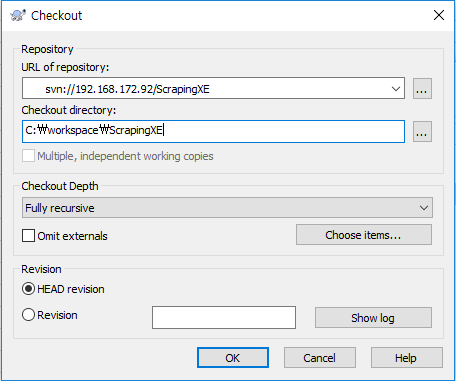 Checkout
Repository
URL of repository:
svn://192.168.172.92/ScrapingXE
...
Checkout directory:
C:₩workspace₩ScrapingXE
...
Multiple, independent working copies
Checkout Depth
Fully recursive
Omit externals
Choose items...
Revision
HEAD revision
Revision
Show log
OK
Cancel
Help